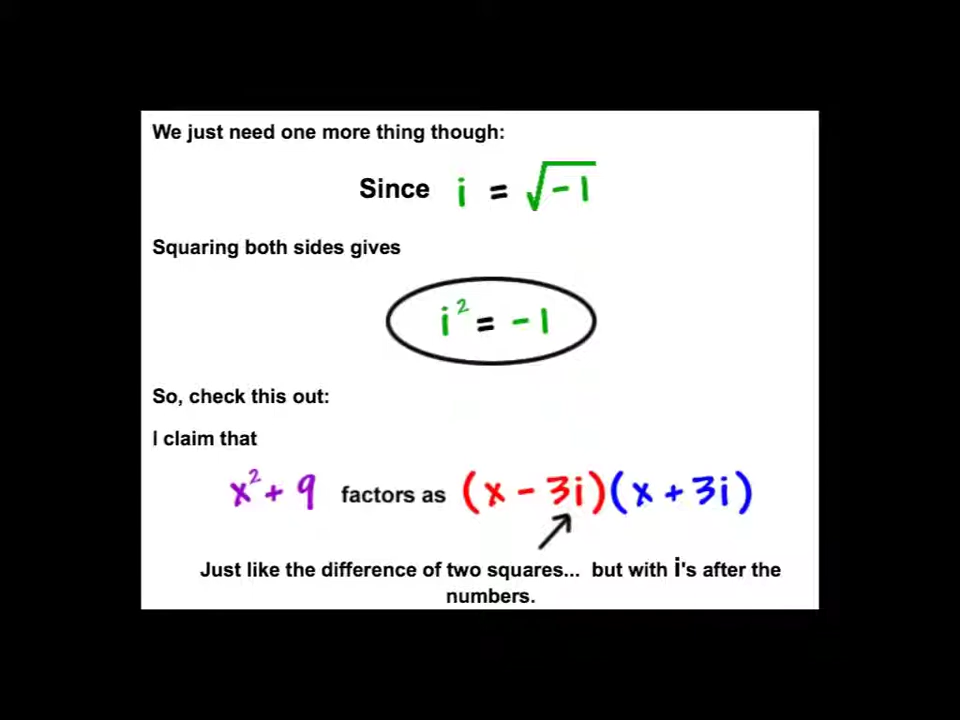 We just need one more thing though:
Since i = √-1
Squaring both sides gives
i² = -1
So, check this out:
I claim that
x² + 9 factors as (x - 3i)(x + 3i)
Just like the difference of two squares... but with i's after the
numbers.